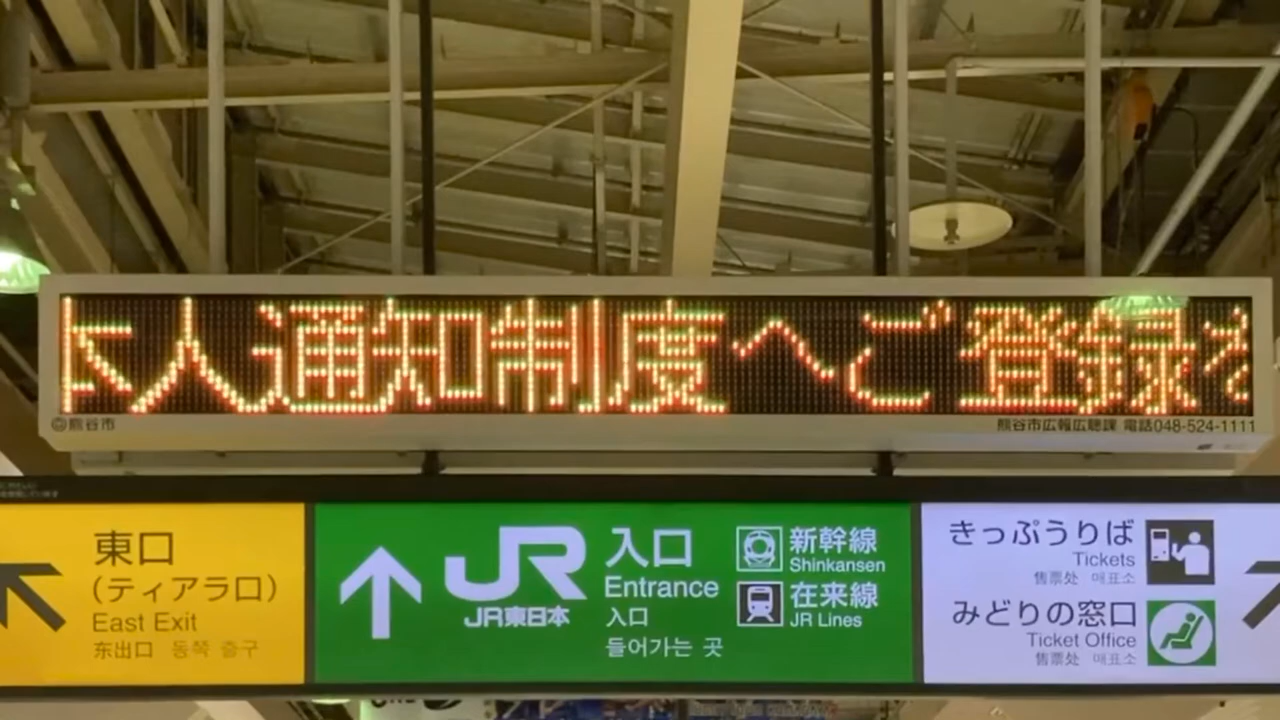 本人通知制度へご登録を
©熊谷市
熊谷市広報広聴課 電話048-524-1111
東口
(ティアラ口)
East Exit
东出口 동쪽 출구
JR
JR東日本
入口
Entrance
入口
들어가는 곳
新幹線
Shinkansen
在来線
JR Lines
きっぷうりば
Tickets
售票处 매표소
みどりの窓口
Ticket Office
售票处 매표소